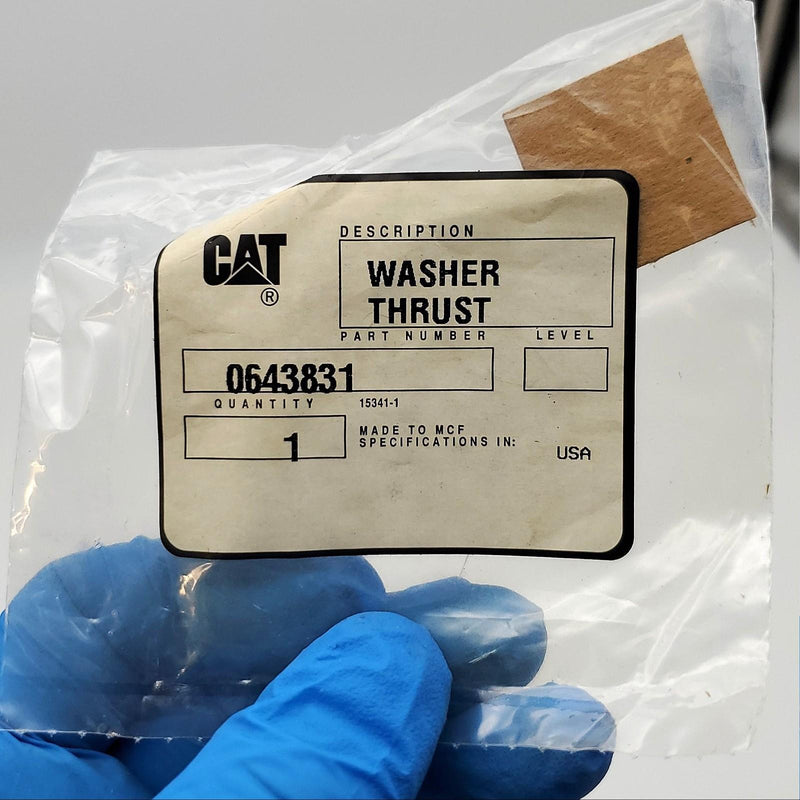 CAT
®
DESCRIPTION
WASHER
THRUST
PART NUMBER LEVEL
0643831
QUANTITY 15341-1
1
MADE TO MCF
SPECIFICATIONS IN: USA